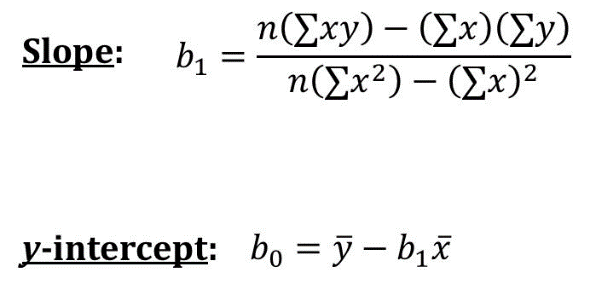 Slope: b₁ = n(∑xy) − (∑x)(∑y) / n(∑x²) − (∑x)²
y-intercept: b₀ = ȳ − b₁x̄